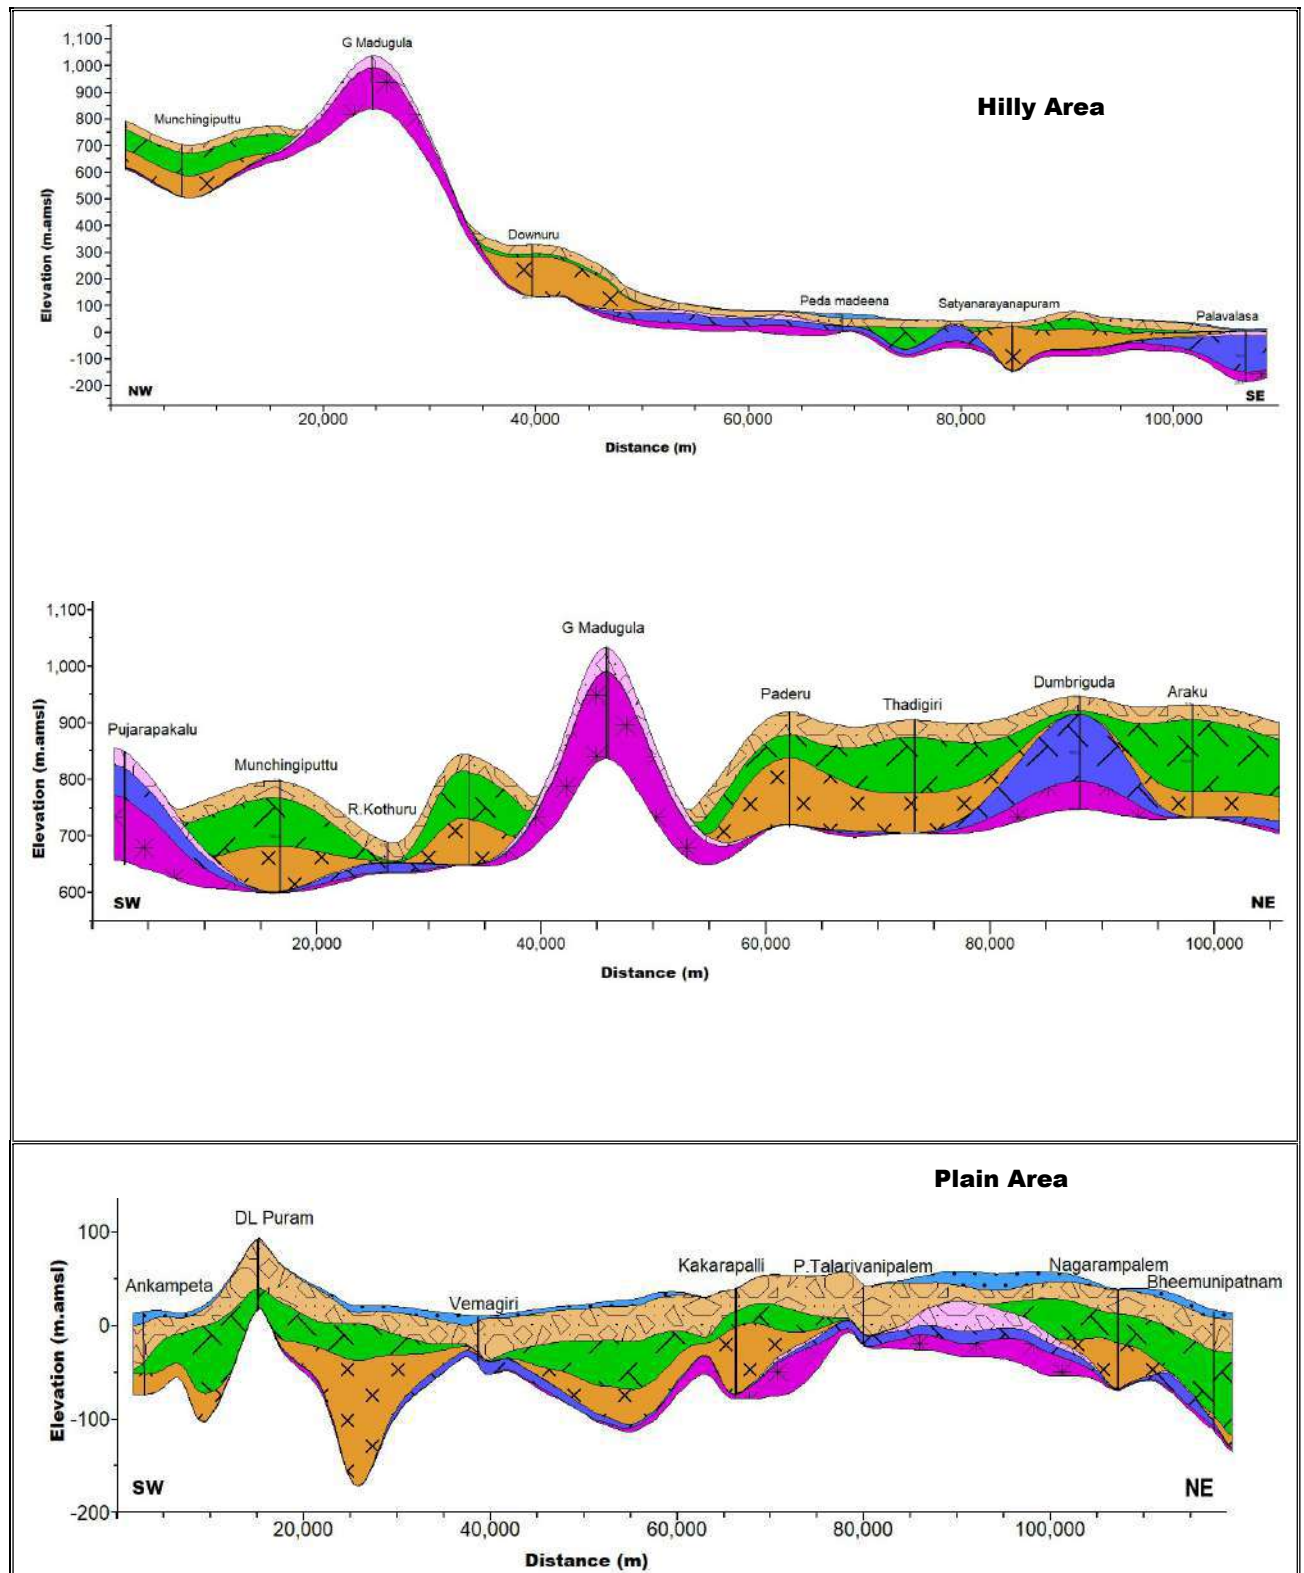 Hilly Area
1,100
1,000
900
800
700
600
500
400
300
200
100
0
-100
-200
Elevation (m.amsl)
G Madugula
Munchingiputtu
Downuru
Peda madeena
Satyanarayanapuram
Palavalasa
NW
SE
20,000 40,000 60,000 80,000 100,000
Distance (m)
1,100
1,000
900
800
700
600
Elevation (m.amsl)
G Madugula
Pujarapakalu
Munchingiputtu
R.Kothuru
Paderu
Thadigiri
Dumbriguda
Araku
SW
NE
20,000 40,000 60,000 80,000 100,000
Distance (m)
Plain Area
100
0
-100
-200
Elevation (m.amsl)
DL Puram
Ankampeta
Vemagiri
Kakarapalli
P.Talarivanipalem
Nagarampalem
Bheemunipatnam
SW
NE
20,000 40,000 60,000 80,000 100,000
Distance (m)